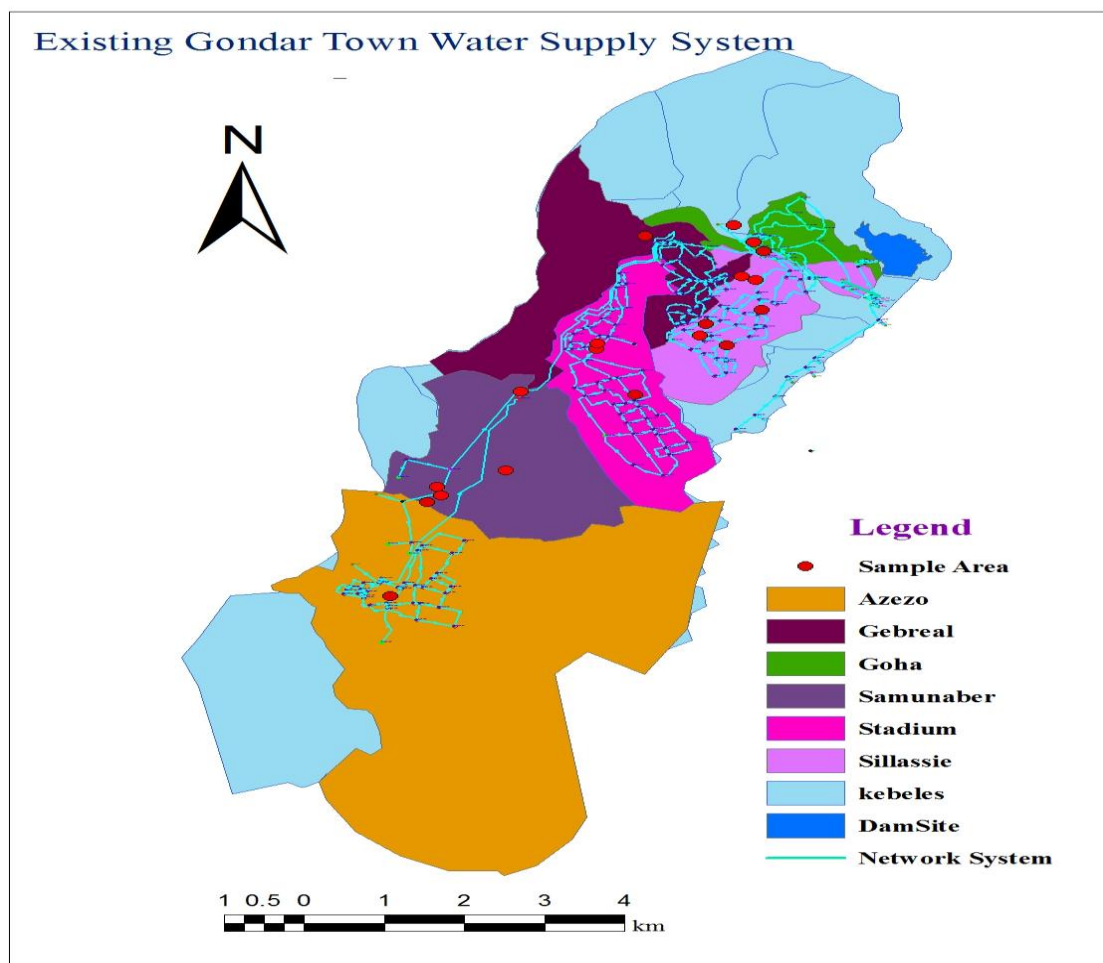 Existing Gondar Town Water Supply System
N
Legend
Sample Area
Azezo
Gebreal
Goha
Samunaber
Stadium
Sillassie
kebeles
DamSite
Network System
1 0.5 0 1 2 3 4
km